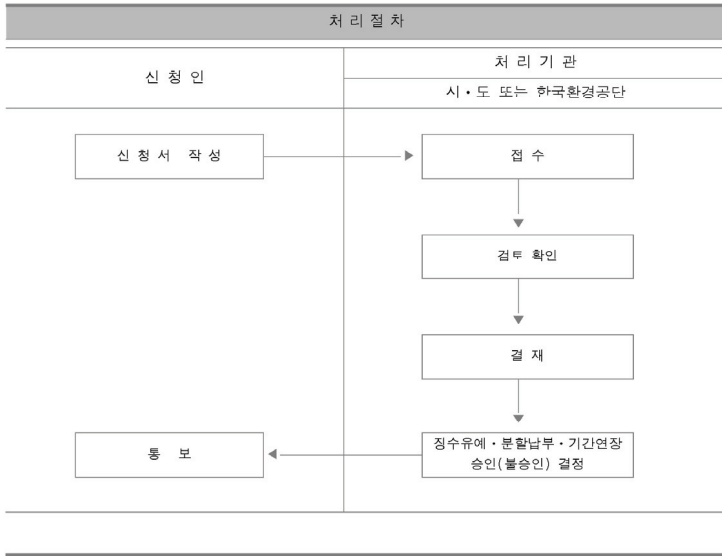 처리절차
신청인
처리기관
시•도 또는 한국환경공단
신청서 작성
접수
검토 확인
결재
통 보
징수유예•분할납부•기간연장
승인(불승인) 결정